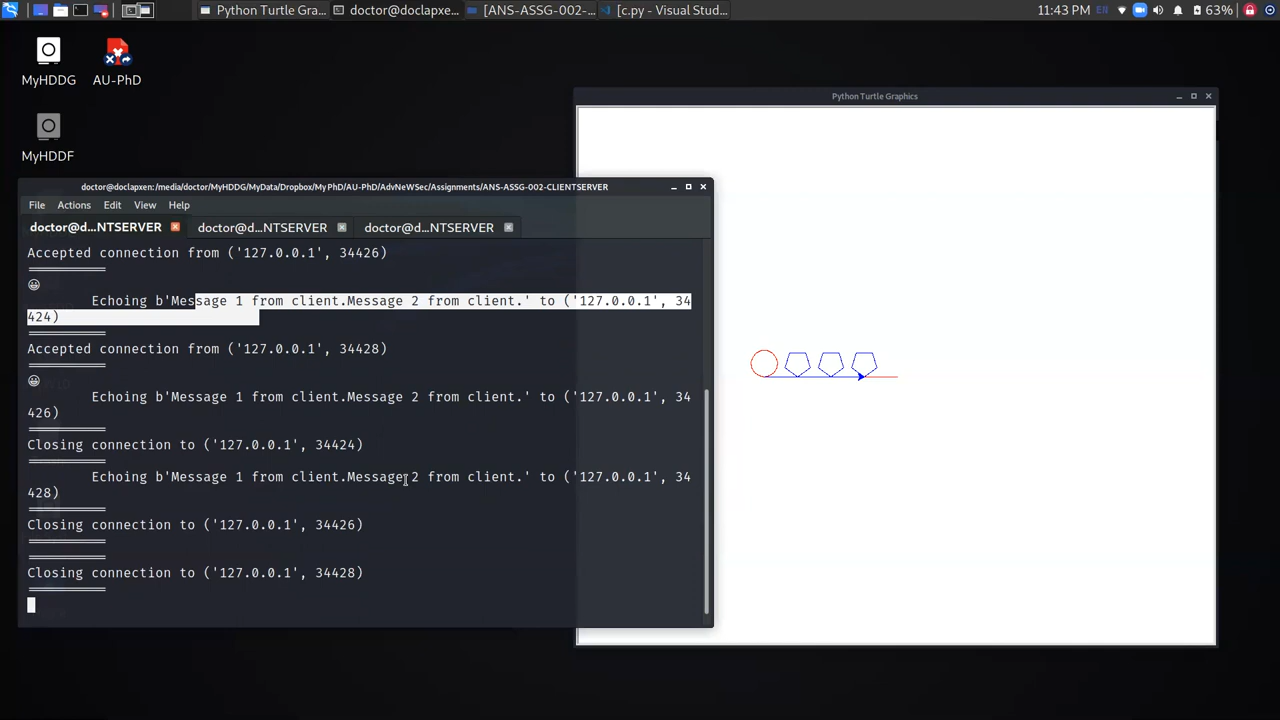 Python Turtle Gra...
doctor@doclapxe...
[ANS-ASSG-002-...
[c.py - Visual Stud...
11:43 PM
EN
63%
MyHDDG
AU-PhD
MyHDDF
Python Turtle Graphics
doctor@doclapxen: /media/doctor/MyHDDG/MyData/Dropbox/My PhD/AU-PhD/AdvNeWSec/Assignments/ANS-ASSG-002-CLIENTSERVER
File Actions Edit View Help
doctor@d...NTSERVER
doctor@d...NTSERVER
doctor@d...NTSERVER
Accepted connection from ('127.0.0.1', 34426)
==========
😀
Echoing b'Message 1 from client.Message 2 from client.' to ('127.0.0.1', 34
424)
==========
Accepted connection from ('127.0.0.1', 34428)
==========
😀
Echoing b'Message 1 from client.Message 2 from client.' to ('127.0.0.1', 34
426)
==========
Closing connection to ('127.0.0.1', 34424)
==========
Echoing b'Message 1 from client.Message 2 from client.' to ('127.0.0.1', 34
428)
==========
Closing connection to ('127.0.0.1', 34426)
==========
==========
Closing connection to ('127.0.0.1', 34428)
==========